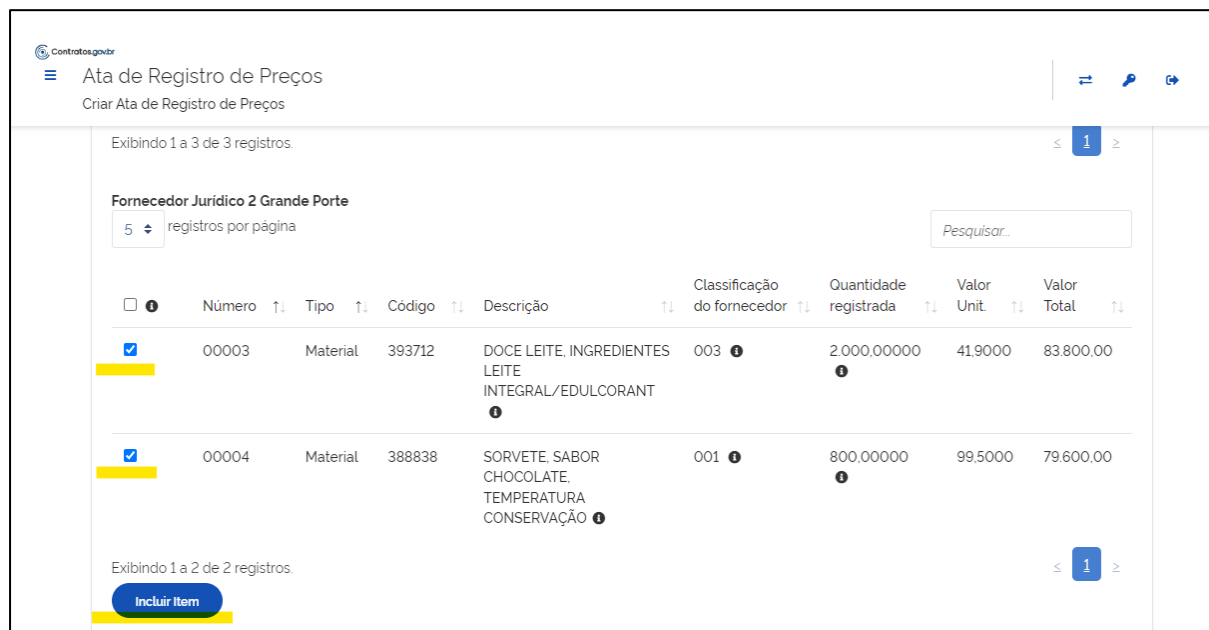 Contratos.gov.br
Ata de Registro de Preços
Criar Ata de Registro de Preços
Exibindo 1 a 3 de 3 registros.
≤ 1 ≥
Fornecedor Jurídico 2 Grande Porte
5 registros por página
Pesquisar...
Número Tipo Código Descrição Classificação do fornecedor Quantidade registrada Valor Unit. Valor Total
00003 Material 393712 DOCE LEITE, INGREDIENTES 003 2.000,00000 41,9000 83.800,00
LEITE
INTEGRAL/EDULCORANT
00004 Material 388838 SORVETE, SABOR 001 800,00000 99,5000 79.600,00
CHOCOLATE,
TEMPERATURA
CONSERVAÇÃO
Exibindo 1 a 2 de 2 registros.
≤ 1 ≥
Incluir Item